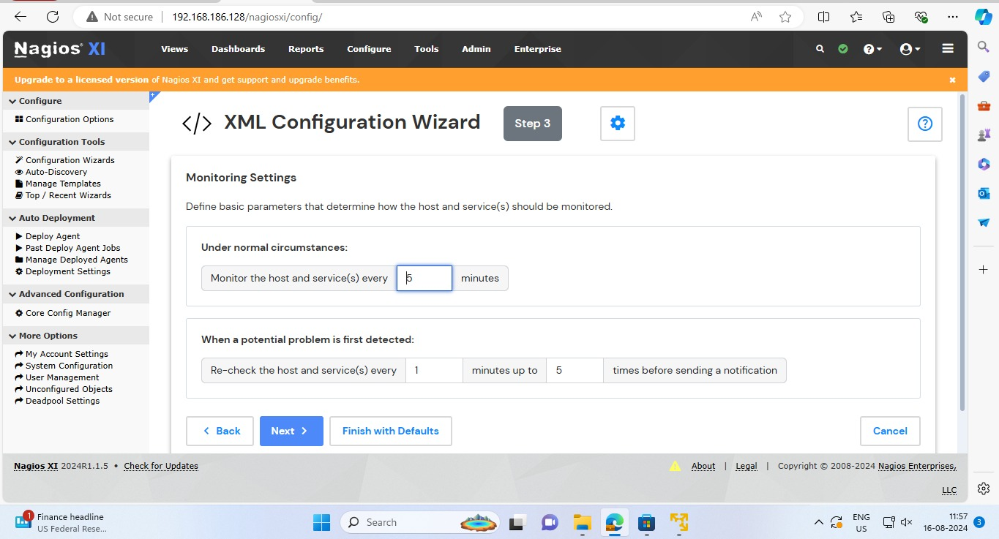 Not secure
192.168.186.128/nagiosxi/config/
Nagios XI
Views Dashboards Reports Configure Tools Admin Enterprise
Upgrade to a licensed version of Nagios XI and get support and upgrade benefits.
Configure
Configuration Options
Configuration Tools
Configuration Wizards
Auto-Discovery
Manage Templates
Top / Recent Wizards
Auto Deployment
Deploy Agent
Past Deploy Agent Jobs
Manage Deployed Agents
Deployment Settings
Advanced Configuration
Core Config Manager
More Options
My Account Settings
System Configuration
User Management
Unconfigured Objects
Deadpool Settings
XML Configuration Wizard
Step 3
Monitoring Settings
Define basic parameters that determine how the host and service(s) should be monitored.
Under normal circumstances:
Monitor the host and service(s) every 5 minutes
When a potential problem is first detected:
Re-check the host and service(s) every 1 minutes up to 5 times before sending a notification
Back
Next
Finish with Defaults
Cancel
Nagios XI 2024R1.1.5 • Check for Updates
About | Legal | Copyright © 2008-2024 Nagios Enterprises,
LLC
1
Finance headline
US Federal Rese...
Search
ENG
US
11:57
16-08-2024
3